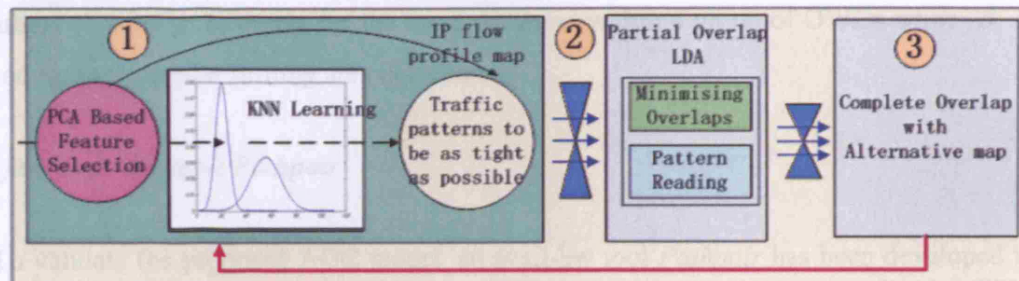 1
IP flow
profile map
PCA Based
Feature
Selection
KNN Learning
Traffic
patterns to
be as tight
as possible
2
Partial Overlap
LDA
Minimising
Overlaps
Pattern
Reading
3
Complete Overlap
with
Alternative map